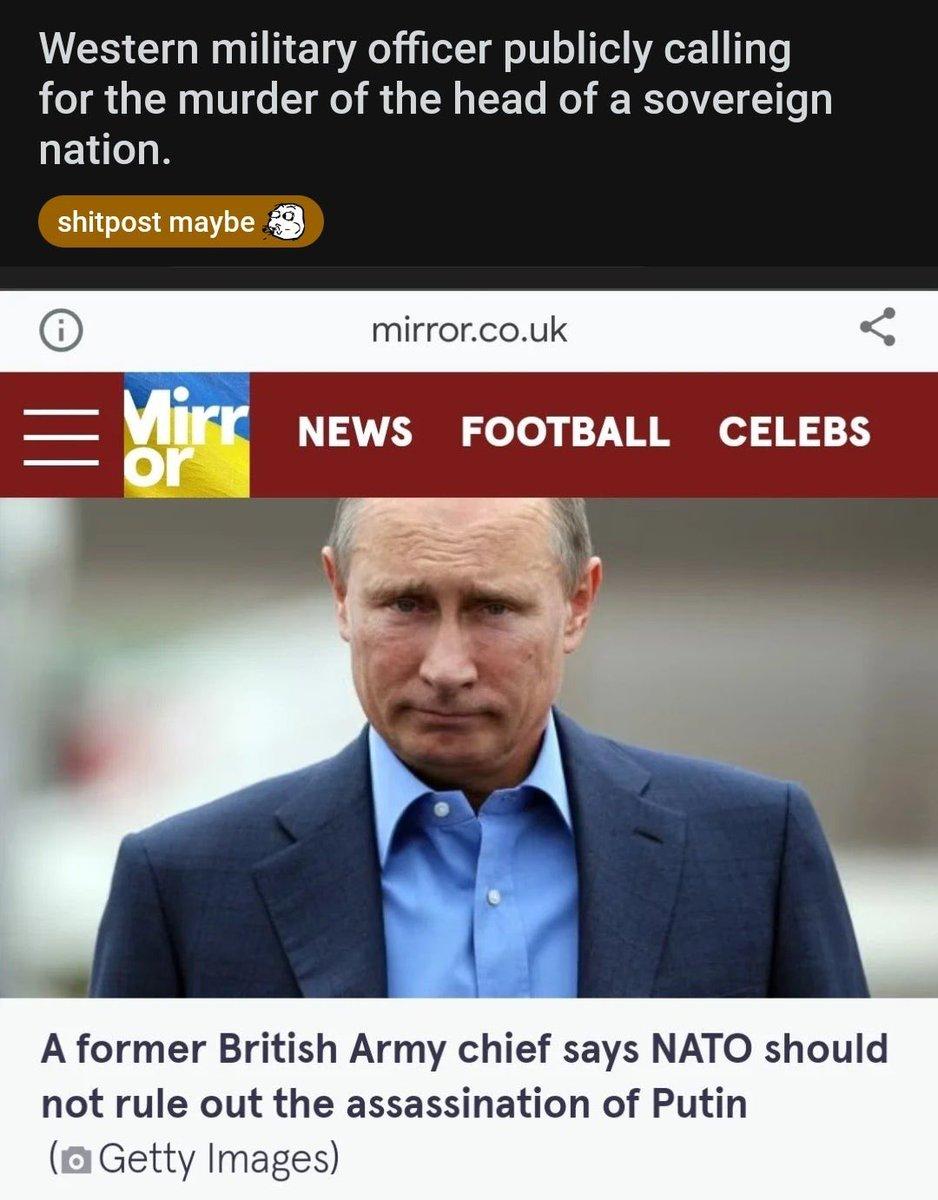 Western military officer publicly calling
for the murder of the head of a sovereign
nation.
shitpost maybe
mirror.co.uk
Mirr
or
NEWS FOOTBALL CELEBS
A former British Army chief says NATO should
not rule out the assassination of Putin
(Getty Images)